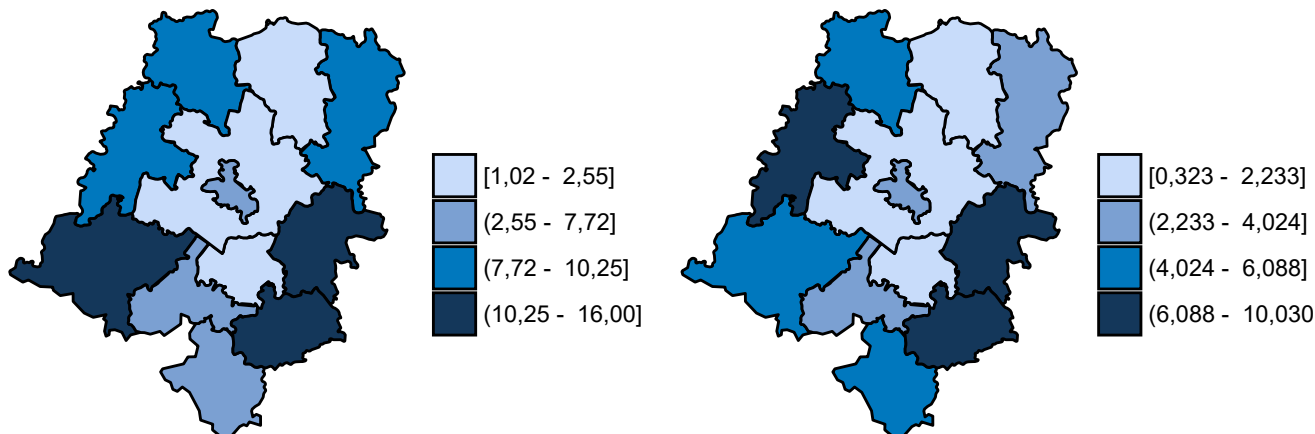 [1,02 - 2,55]
(2,55 - 7,72]
(7,72 - 10,25]
(10,25 - 16,00]
[0,323 - 2,233]
(2,233 - 4,024]
(4,024 - 6,088]
(6,088 - 10,030